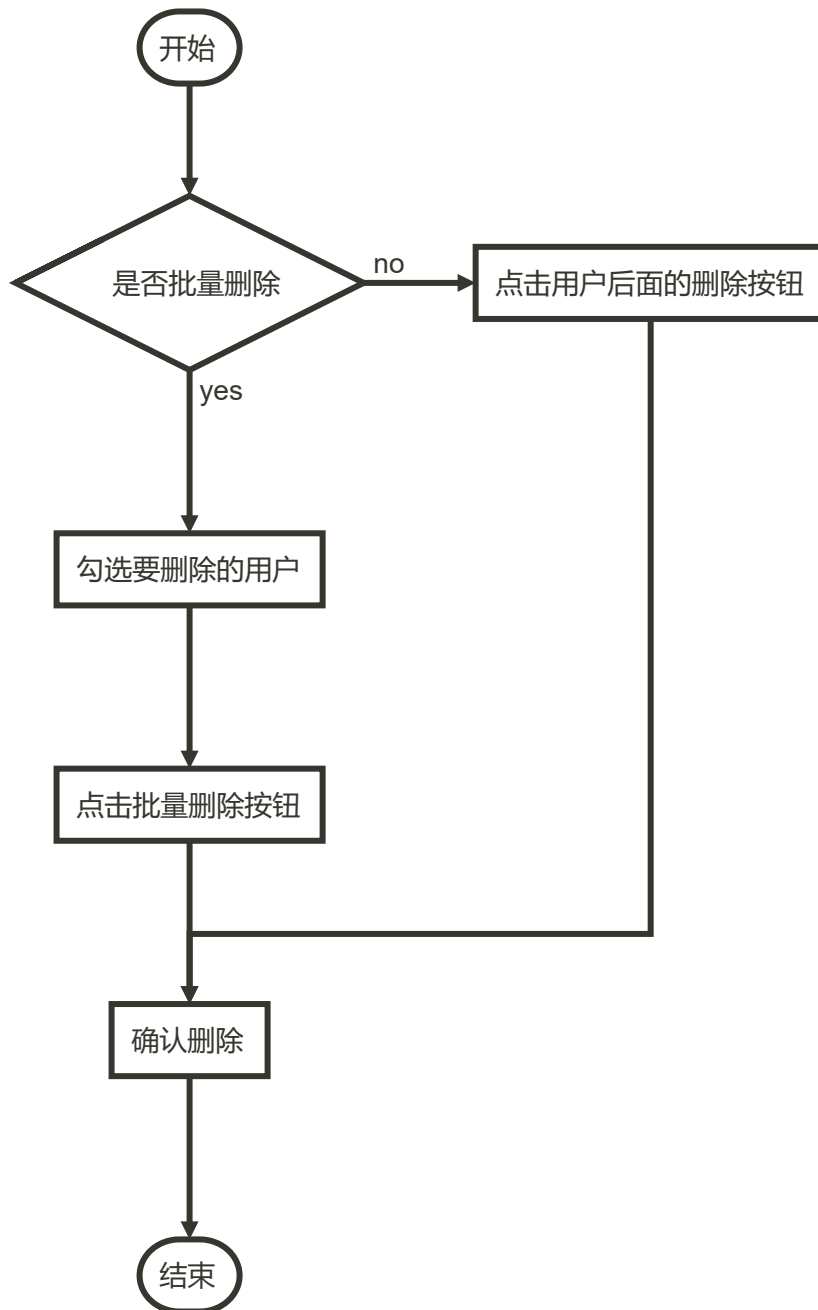 开始
是否批量删除
no
点击用户后面的删除按钮
yes
勾选要删除的用户
点击批量删除按钮
确认删除
结束